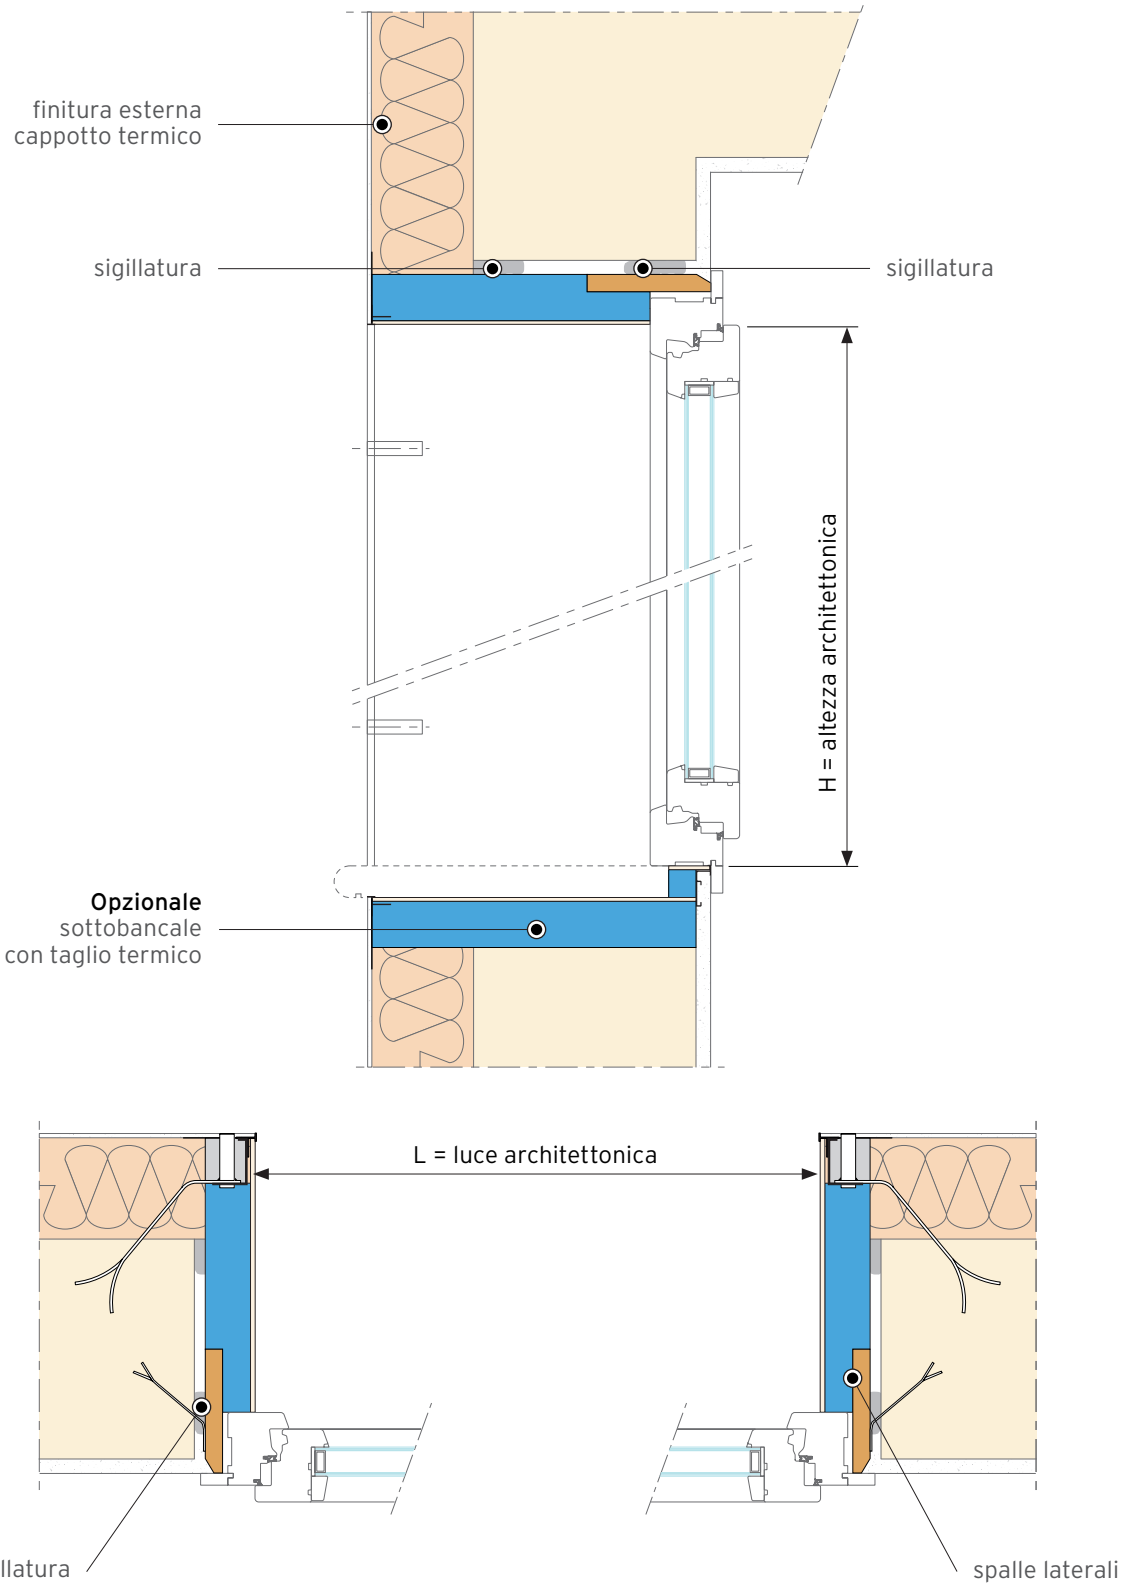 finitura esterna
cappotto termico
sigillatura
sigillatura
H = altezza architettonica
Opzionale
sottobancale
con taglio termico
L = luce architettonica
llatura
spalle laterali